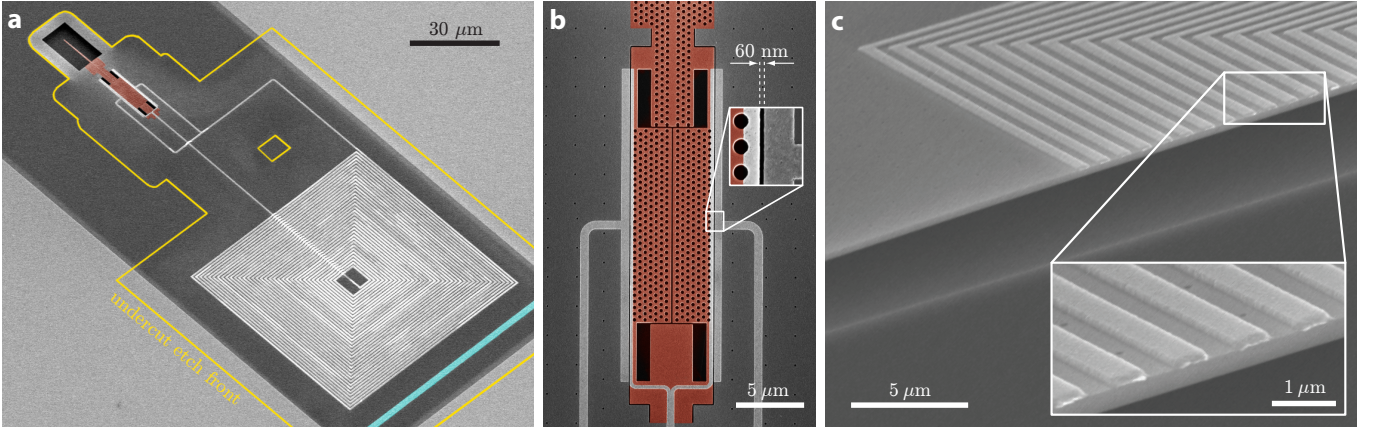 a
30 μm
undercut etch front
b
60 nm
5 μm
c
5 μm
1 μm